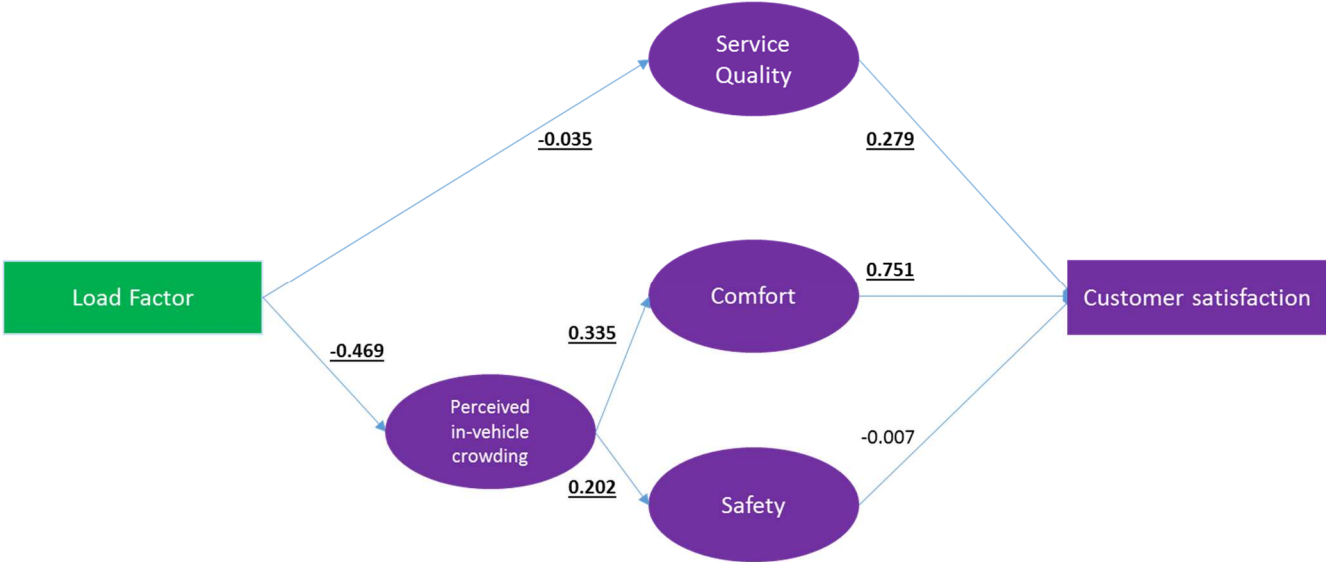 Service
Quality
-0.035
0.279
Load Factor
Comfort
0.751
Customer satisfaction
-0.469
0.335
Perceived
in-vehicle
crowding
-0.007
0.202
Safety